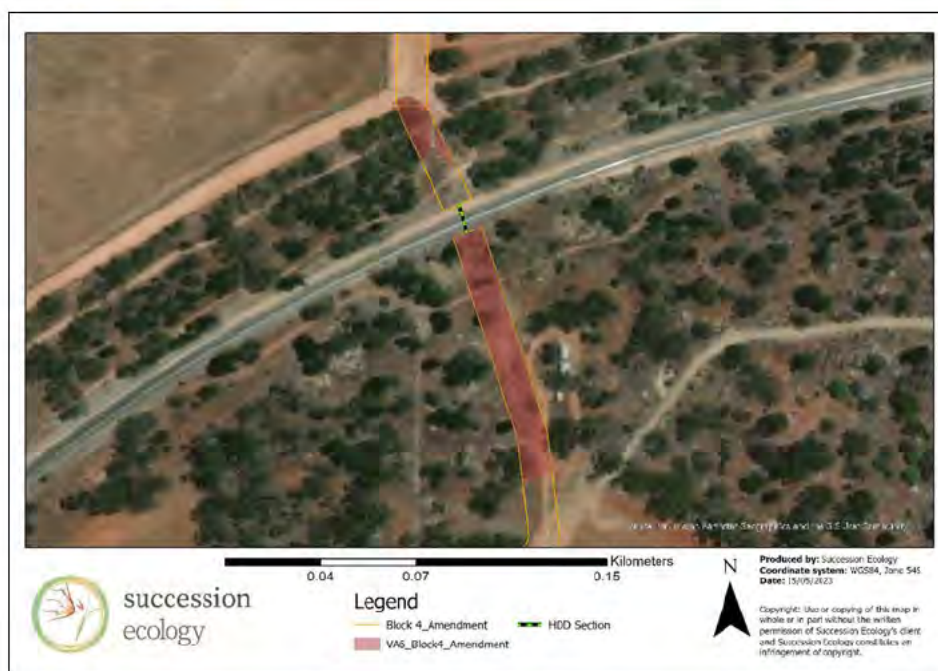 Kilometers
0.04
0.07
0.15
N
Produced by: Succession Ecology
Coordinate system: WGS84, Zone 54S
Date: 15/05/2023
Copyright: Use or copying of this map in
whole or in part without the written
permission of Succession Ecology's client
and Succession Ecology constitutes an
infringement of copyright.
succession
ecology
Legend
Block 4_Amendment
HDD Section
VA6_Block4_Amendment